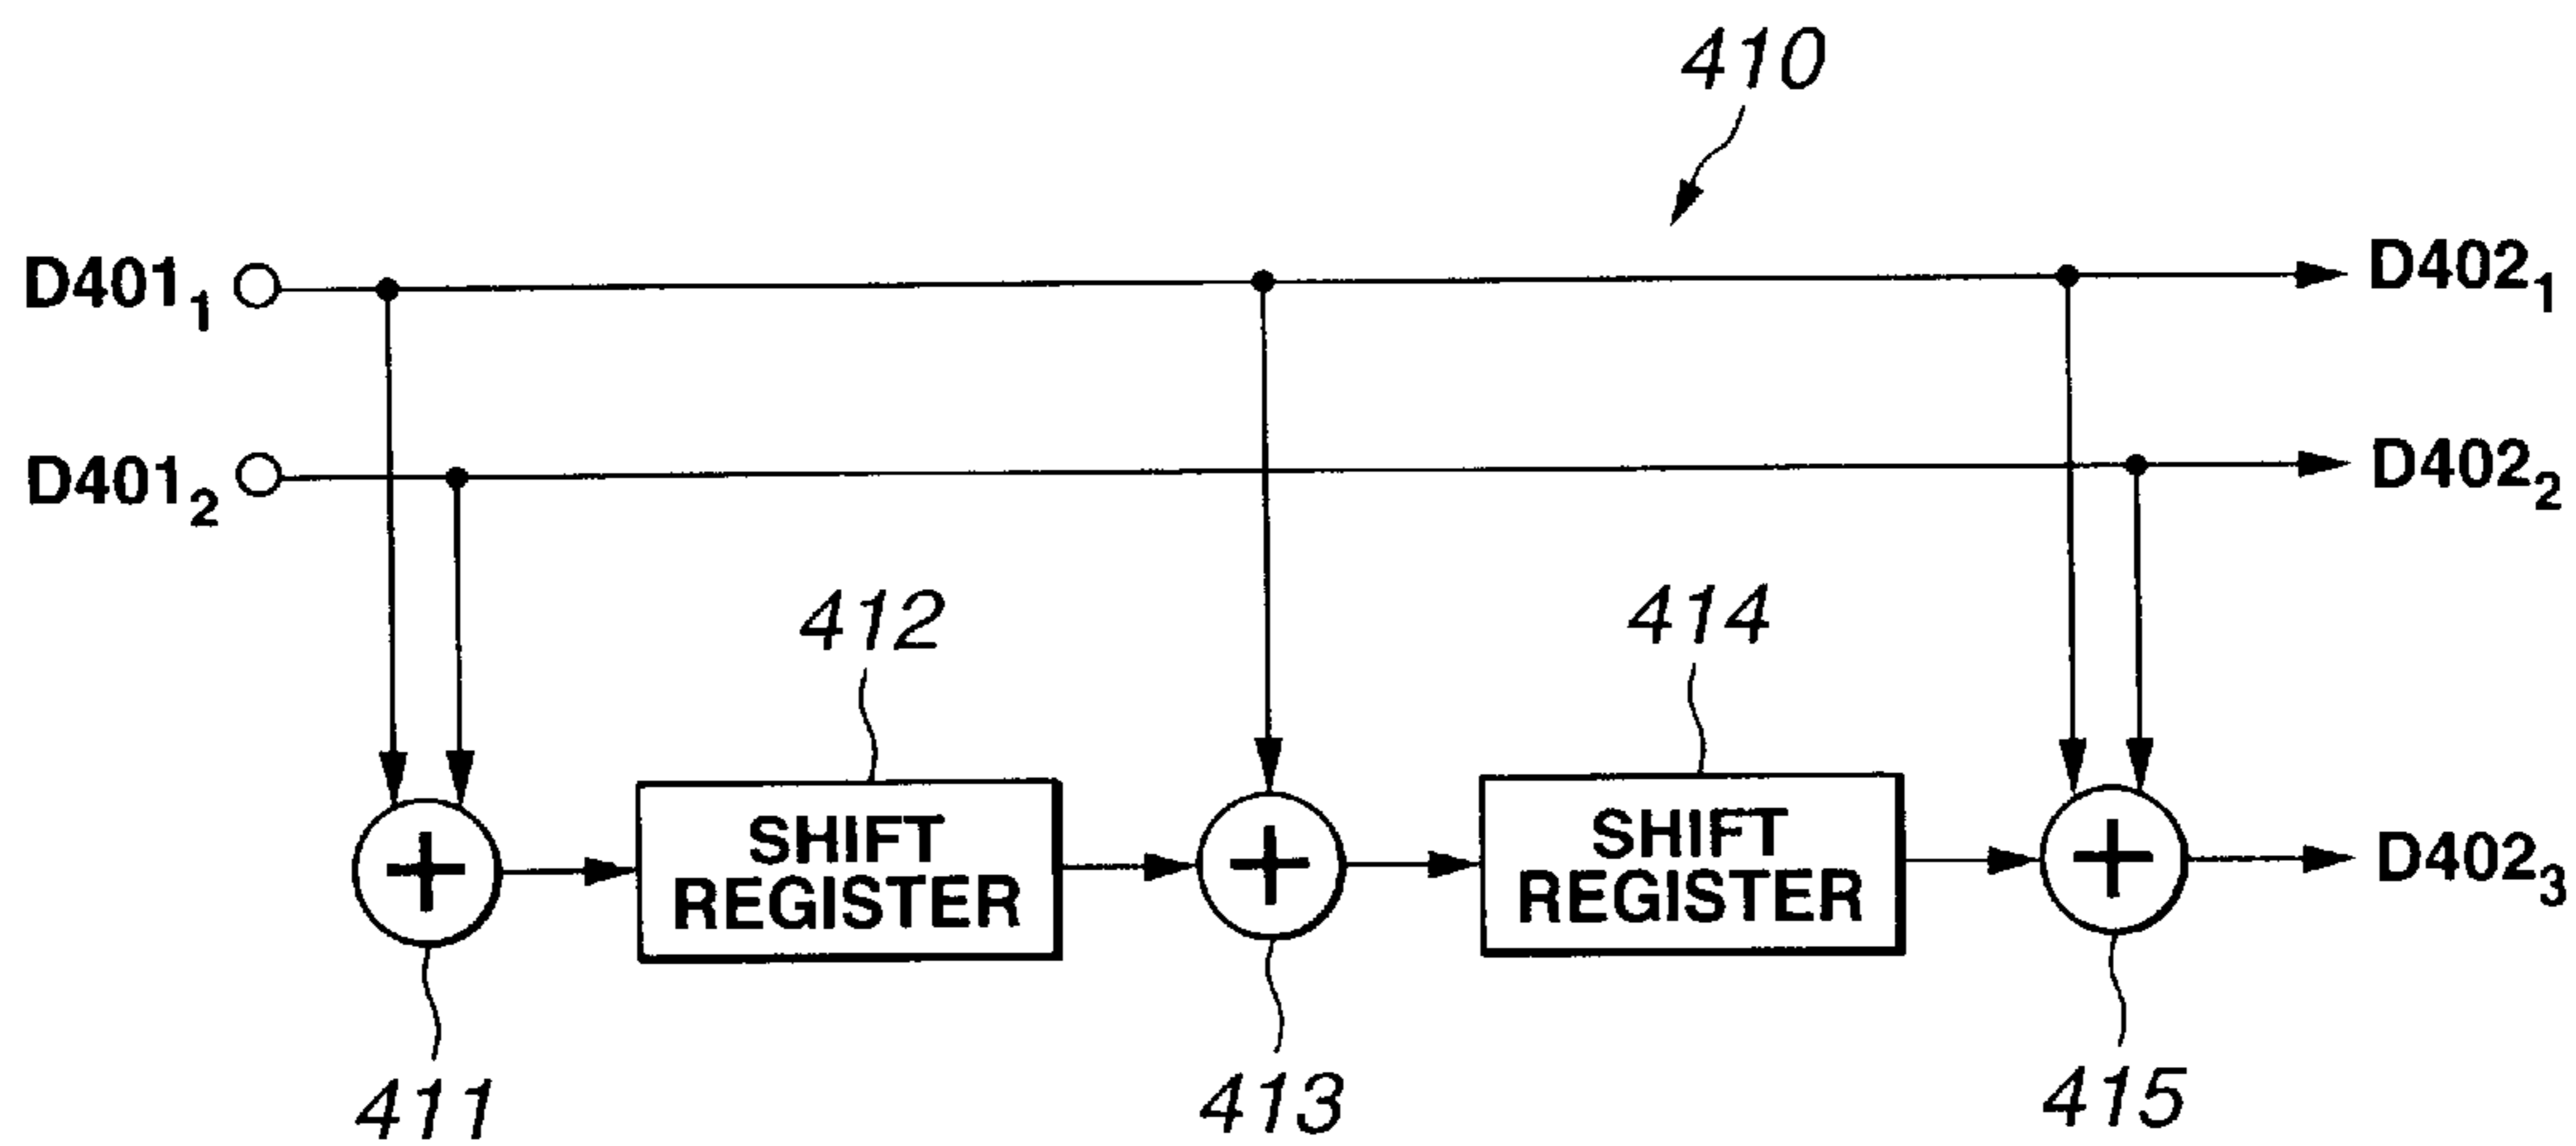 410
D401₁
D402₁
D401₂
D402₂
412
414
SHIFT
REGISTER
SHIFT
REGISTER
+
+
+
D402₃
411
413
415